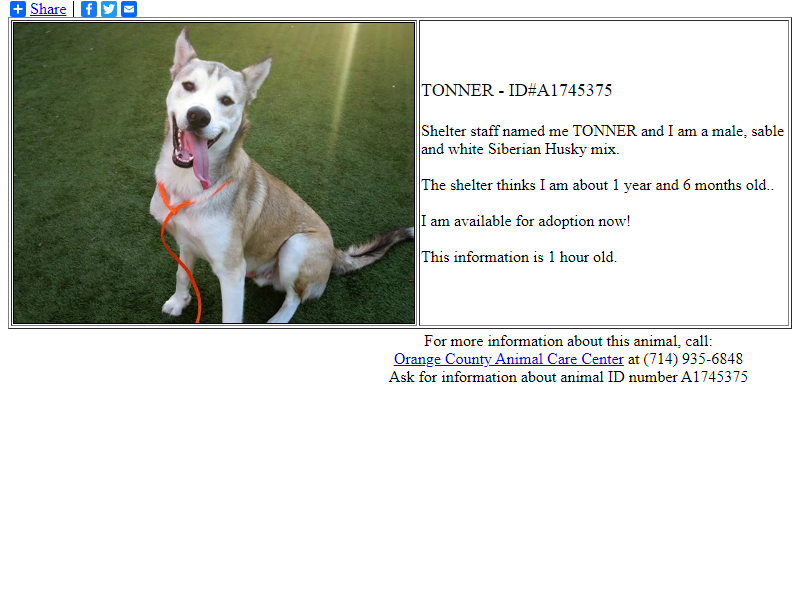 Share
TONNER - ID#A1745375
Shelter staff named me TONNER and I am a male, sable
and white Siberian Husky mix.
The shelter thinks I am about 1 year and 6 months old..
I am available for adoption now!
This information is 1 hour old.
For more information about this animal, call:
Orange County Animal Care Center at (714) 935-6848
Ask for information about animal ID number A1745375